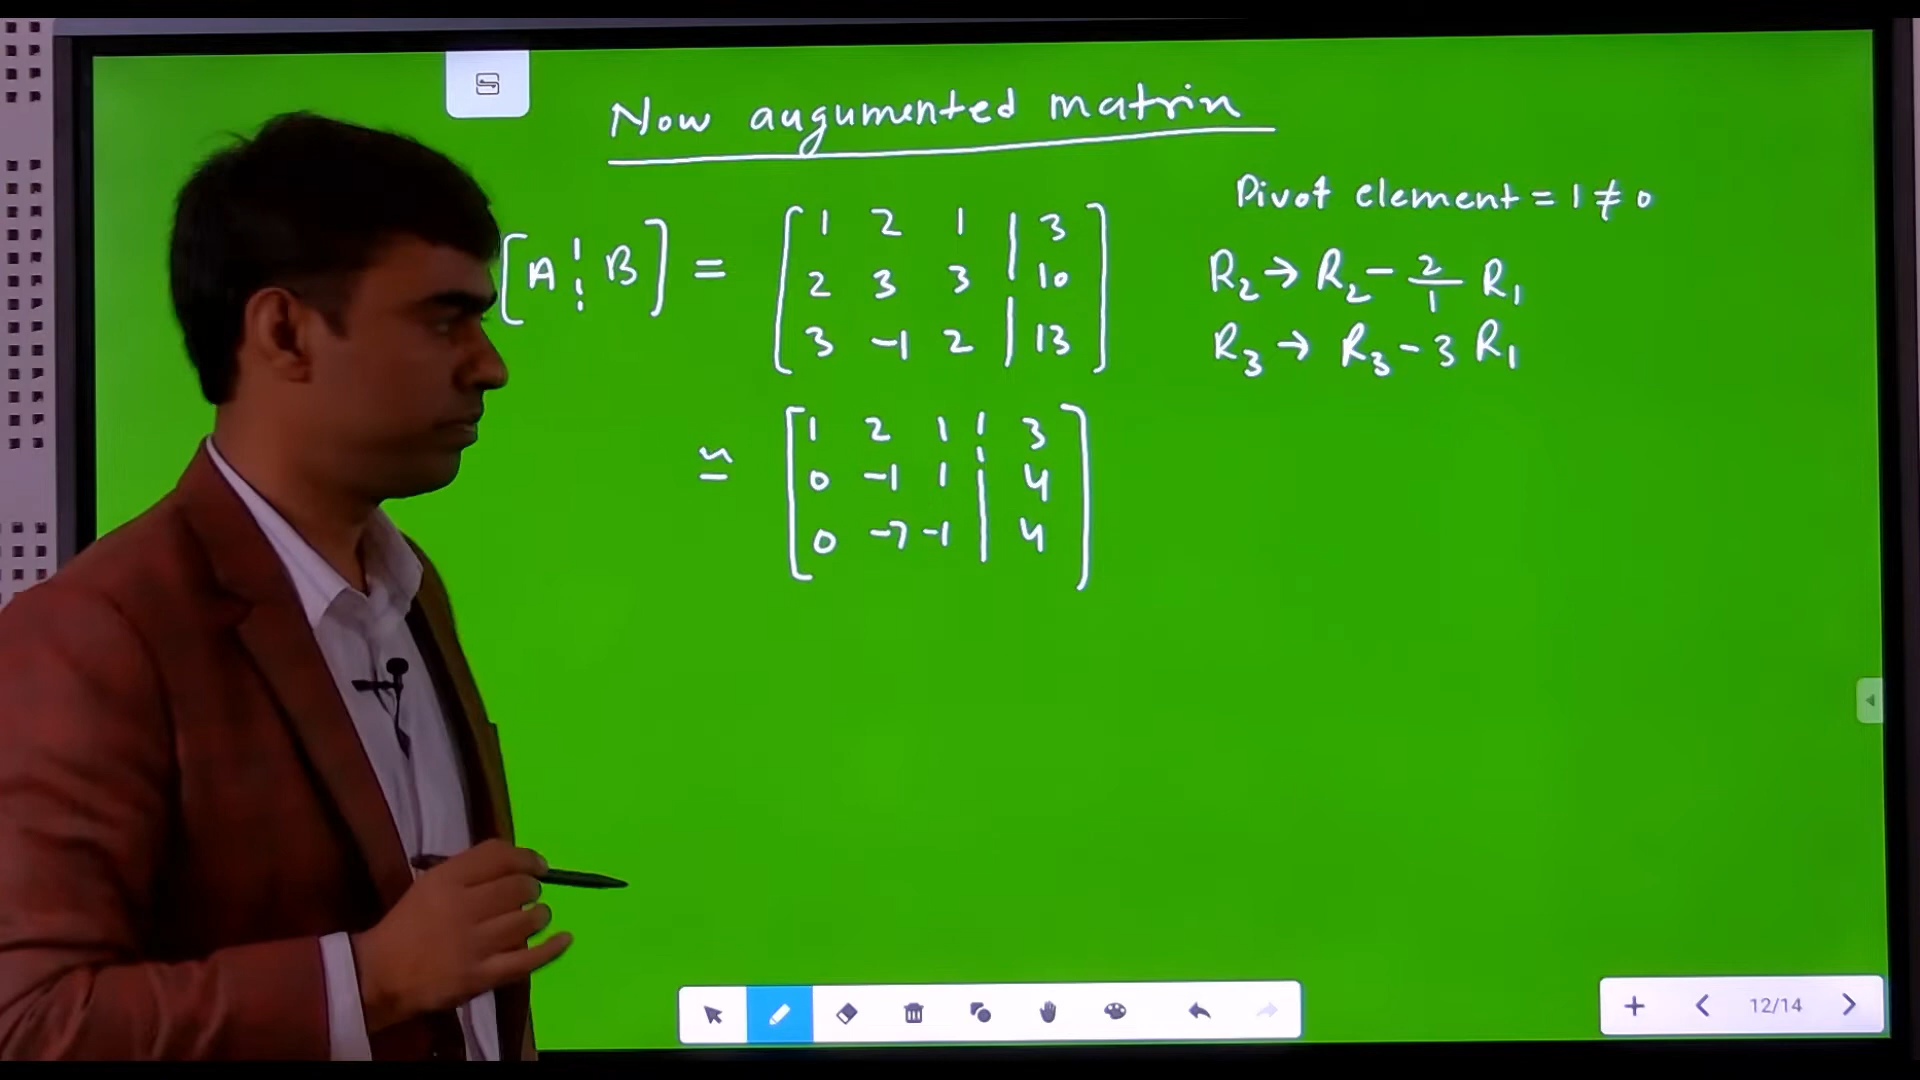 Now augumented matrix
Pivot element = 1 ≠ 0
[A ¦ B] = [1 2 1 | 3
2 3 3 | 10
3 -1 2 | 13]
R2 → R2 - 2/1 R1
R3 → R3 - 3 R1
≃ [1 2 1 | 3
0 -1 1 | 4
0 -7 -1 | 4]
12/14